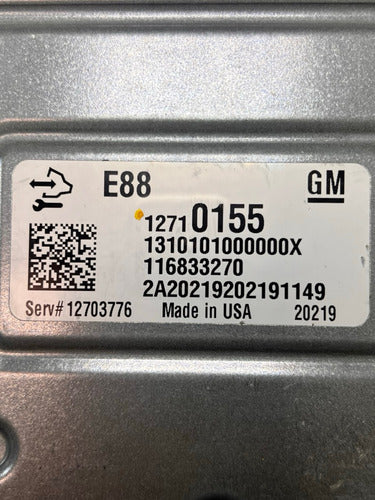 E88
GM
12710155
1310101000000X
116833270
2A20219202191149
Serv# 12703776 Made in USA 20219